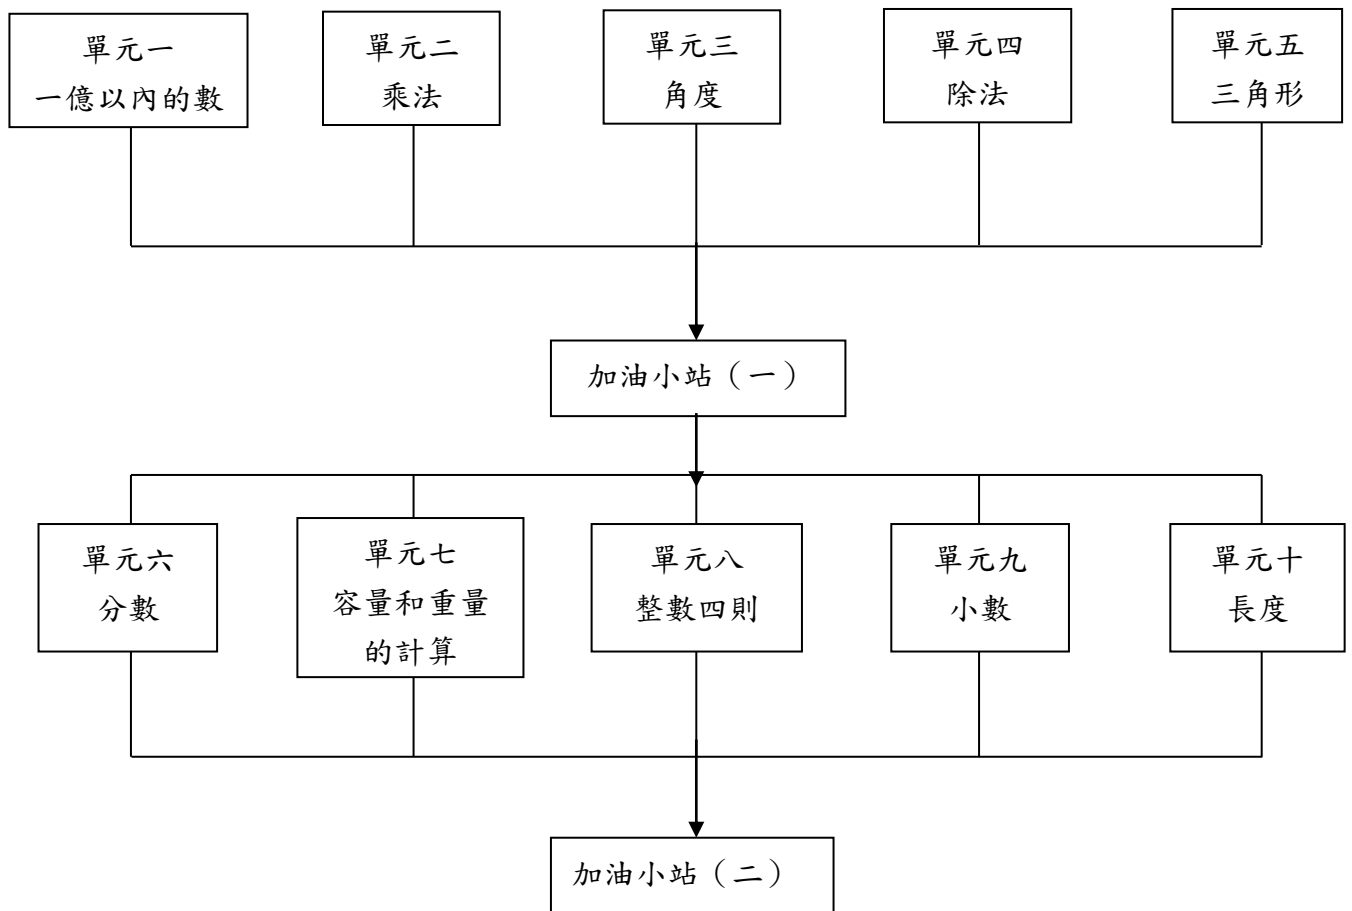 單元一
一億以內的數
單元二
乘法
單元三
角度
單元四
除法
單元五
三角形
加油小站（一）
單元六
分數
單元七
容量和重量
的計算
單元八
整數四則
單元九
小數
單元十
長度
加油小站（二）